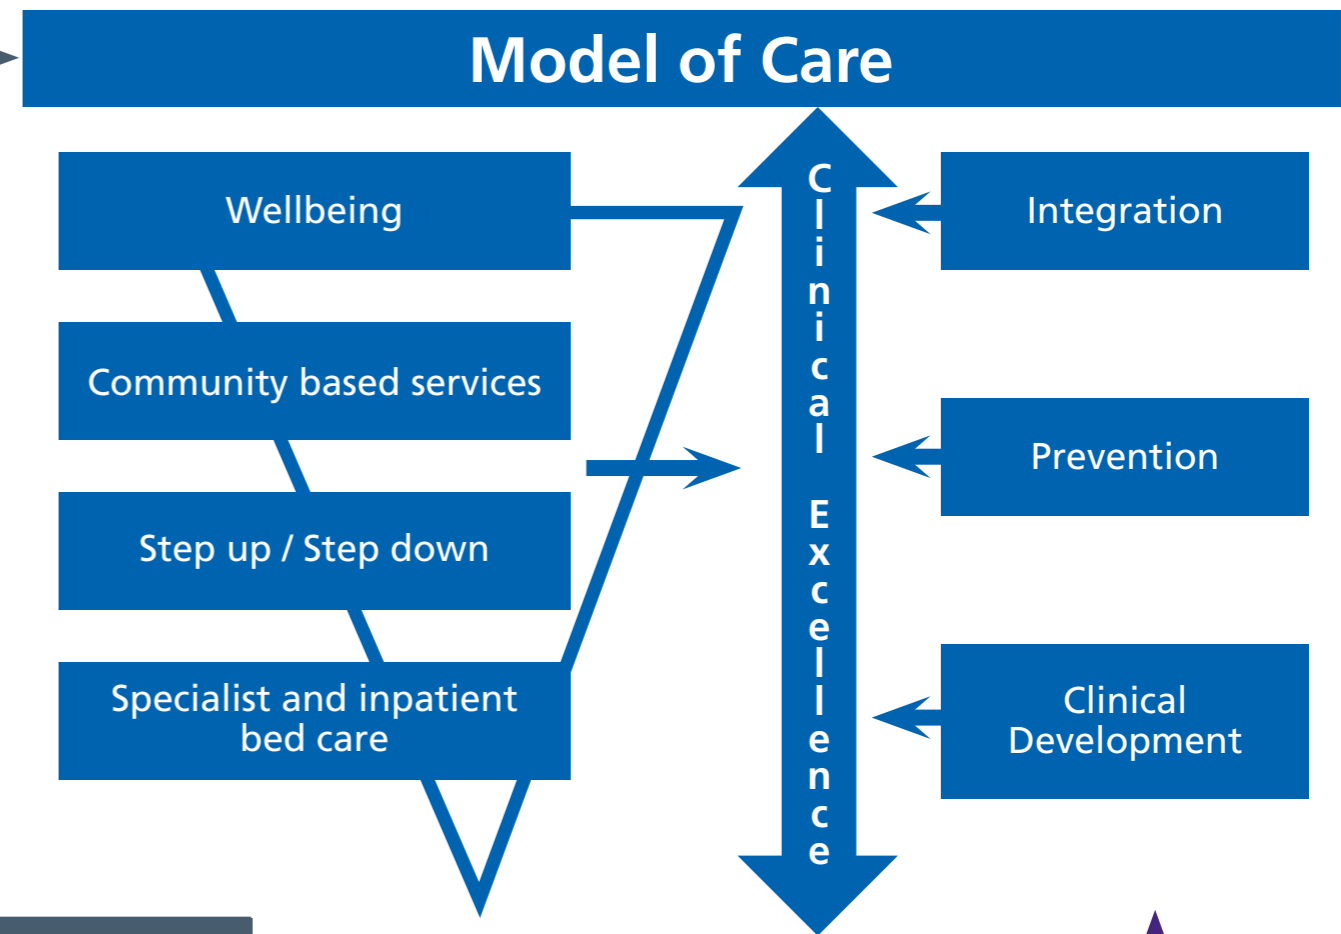 Model of Care
Wellbeing
Community based services
Step up / Step down
Specialist and inpatient
bed care
Clinical Excellence
Integration
Prevention
Clinical
Development